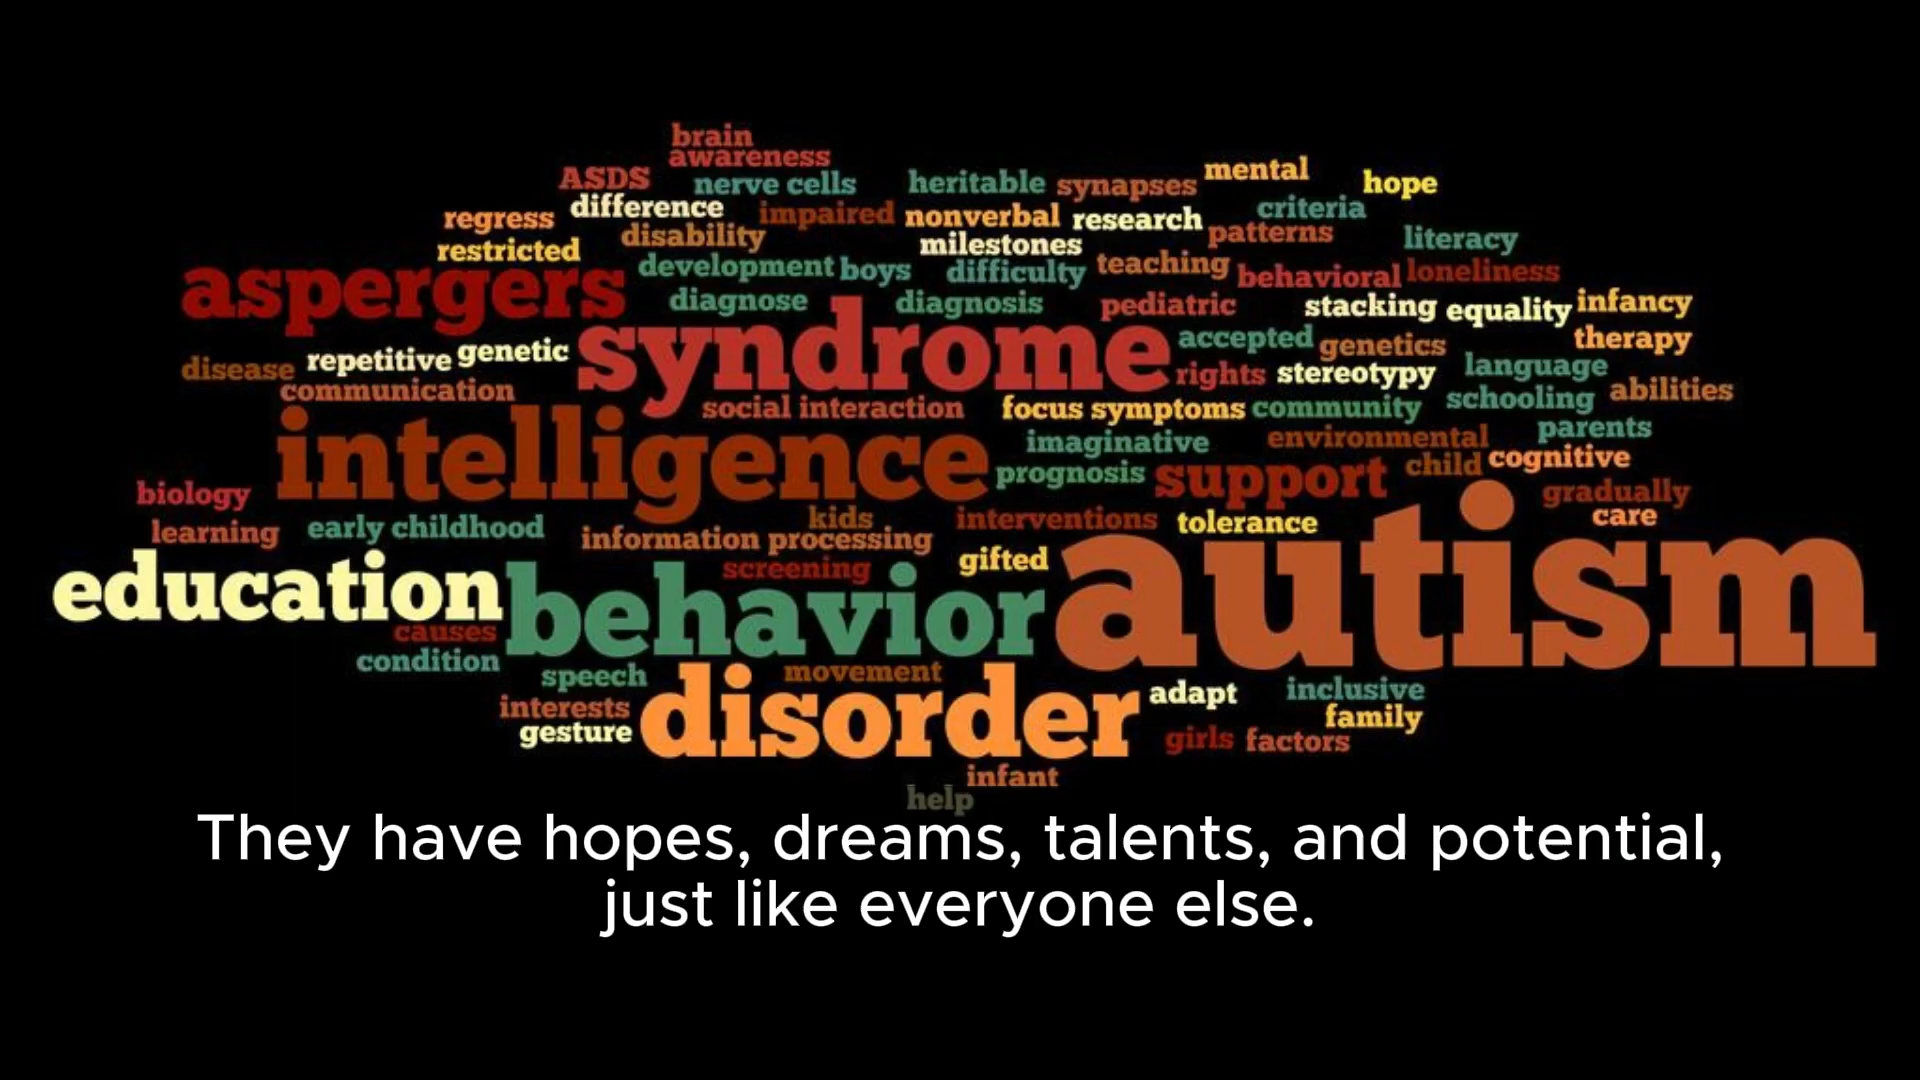 brain
awareness
mental
ASDS nerve cells heritable synapses hope
regress difference impaired nonverbal research criteria
restricted disability milestones patterns literacy
aspergers development boys difficulty teaching behavioral loneliness
diagnose diagnosis pediatric stacking equality infancy
disease repetitive genetic syndrome accepted genetics therapy
communication rights stereotypy language
social interaction focus symptoms community schooling abilities
intelligence imaginative environmental parents
biology prognosis support child cognitive
gradually
learning early childhood kids interventions tolerance care
information processing
education screening gifted autism
causes behavior
condition speech movement
interests disorder adapt inclusive
gesture family
girls factors
infant
help
They have hopes, dreams, talents, and potential,
just like everyone else.